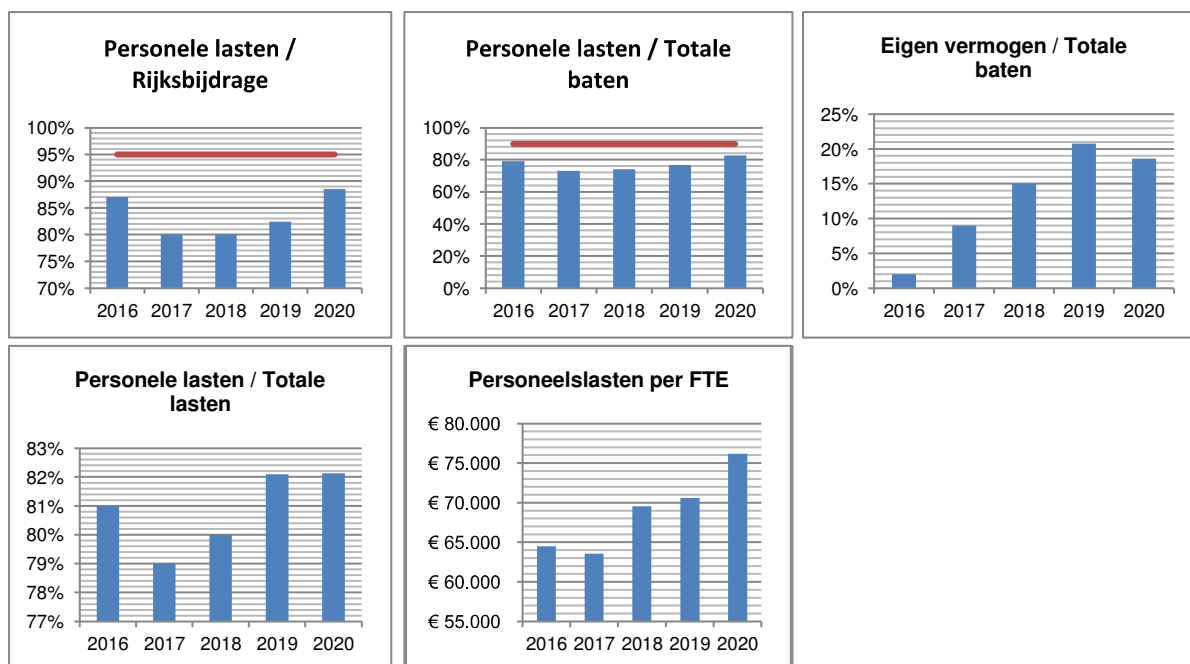 Personele lasten /
Rijksbijdrage
100%
95%
90%
85%
80%
75%
70%
2016 2017 2018 2019 2020
Personele lasten / Totale
baten
100%
80%
60%
40%
20%
0%
2016 2017 2018 2019 2020
Eigen vermogen / Totale
baten
25%
20%
15%
10%
5%
0%
2016 2017 2018 2019 2020
Personele lasten / Totale
lasten
83%
82%
81%
80%
79%
78%
77%
2016 2017 2018 2019 2020
Personeelslasten per FTE
€ 80.000
€ 75.000
€ 70.000
€ 65.000
€ 60.000
€ 55.000
2016 2017 2018 2019 2020